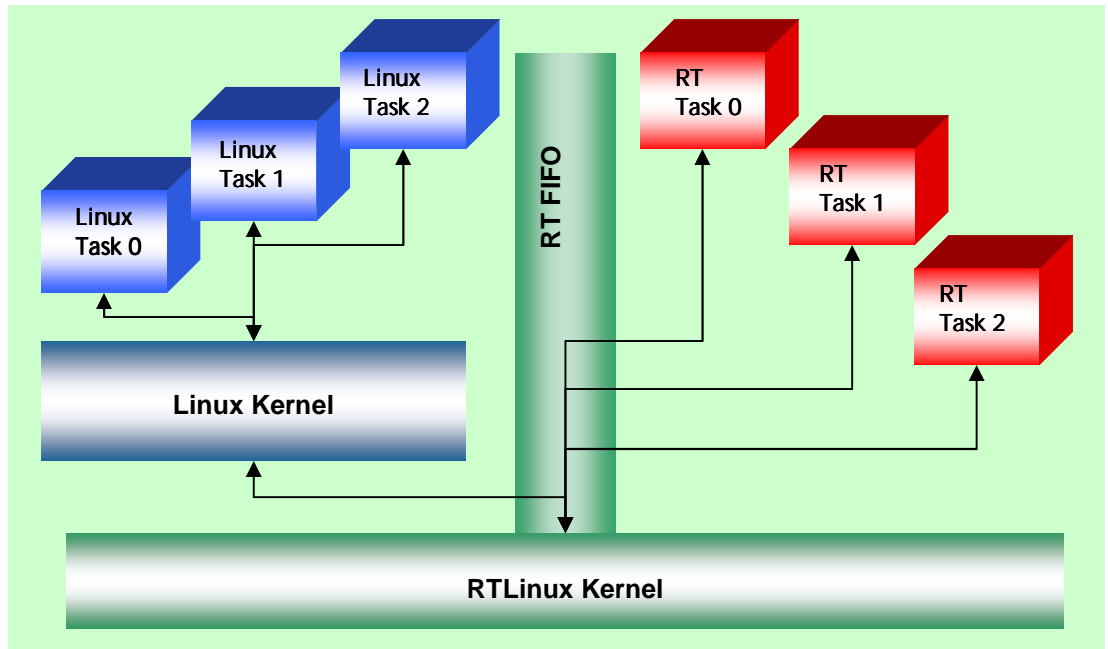 Linux
Task 0
Linux
Task 1
Linux
Task 2
RT FIFO
RT
Task 0
RT
Task 1
RT
Task 2
Linux Kernel
RTLinux Kernel